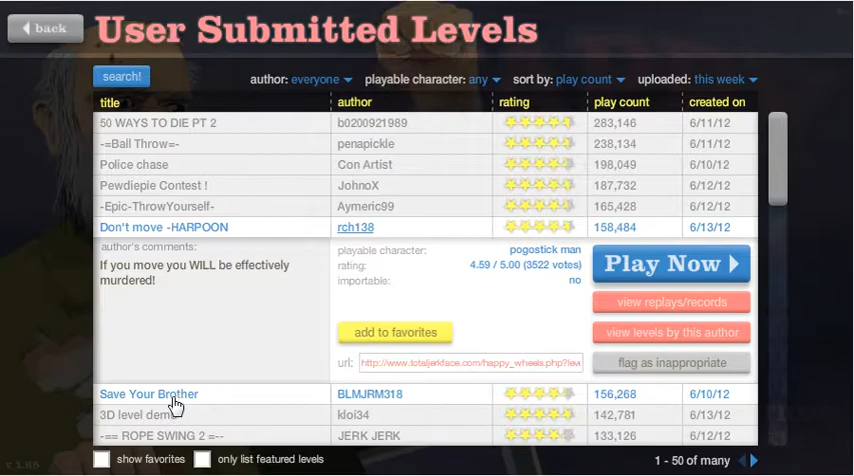 back
User Submitted Levels
search!
author: everyone playable character: any sort by: play count uploaded: this week
title author rating play count created on
50 WAYS TO DIE PT 2 b0200921989 283,146 6/11/12
-=Ball Throw=- penapickle 238,134 6/11/12
Police chase Con Artist 198,049 6/10/12
Pewdiepie Contest ! JohnoX 187,732 6/12/12
-Epic-ThrowYourself- Aymeric99 165,428 6/12/12
Don't move -HARPOON rch138 158,484 6/13/12
author's comments:
If you move you WILL be effectively
murdered!
playable character: pogostick man
rating: 4.59 / 5.00 (3522 votes)
importable: no
add to favorites
url: http://www.totaljerkface.com/happy_wheels.php?leve
Play Now
view replays/records
view levels by this author
flag as inappropriate
Save Your Brother BLMJRM318 156,268 6/10/12
3D level demo kloi34 142,781 6/13/12
-== ROPE SWING 2 =-- JERK JERK 133,126 6/12/12
show favorites only list featured levels 1 - 50 of many
v 1.65